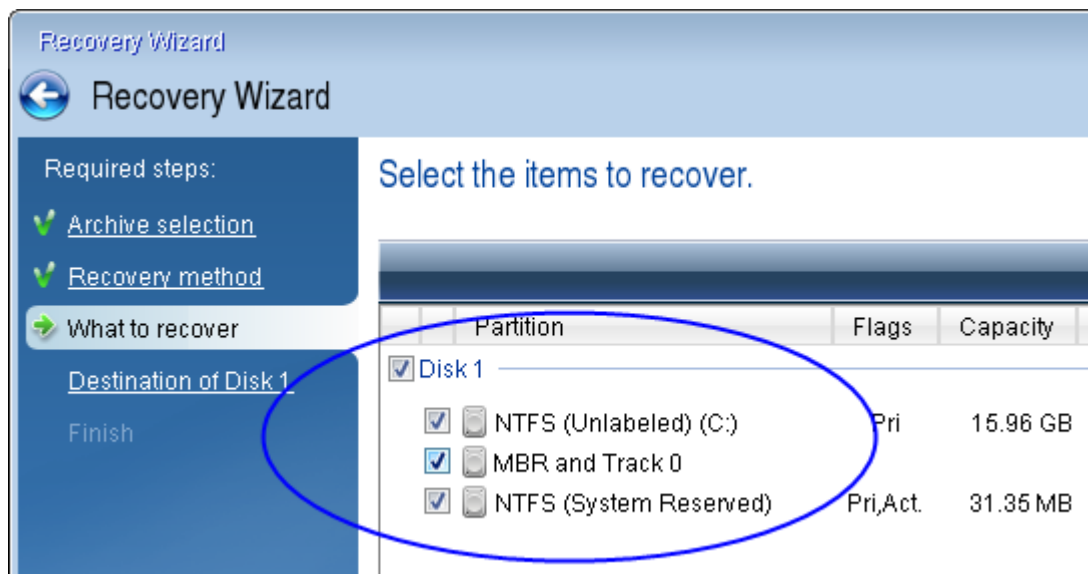 Recovery Wizard
Recovery Wizard
Required steps:
Archive selection
Recovery method
What to recover
Destination of Disk 1
Finish
Select the items to recover.
Partition Flags Capacity
Disk 1
NTFS (Unlabeled) (C:) Pri 15.96 GB
MBR and Track 0
NTFS (System Reserved) Pri,Act. 31.35 MB